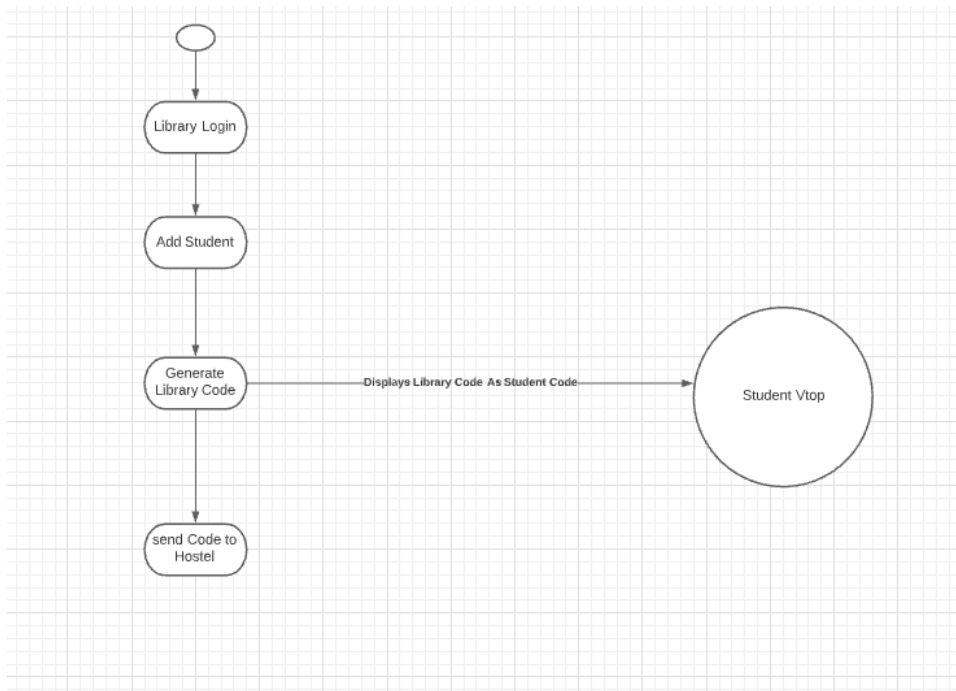 Library Login
Add Student
Generate
Library Code
Displays Library Code As Student Code
Student Vtop
send Code to
Hostel